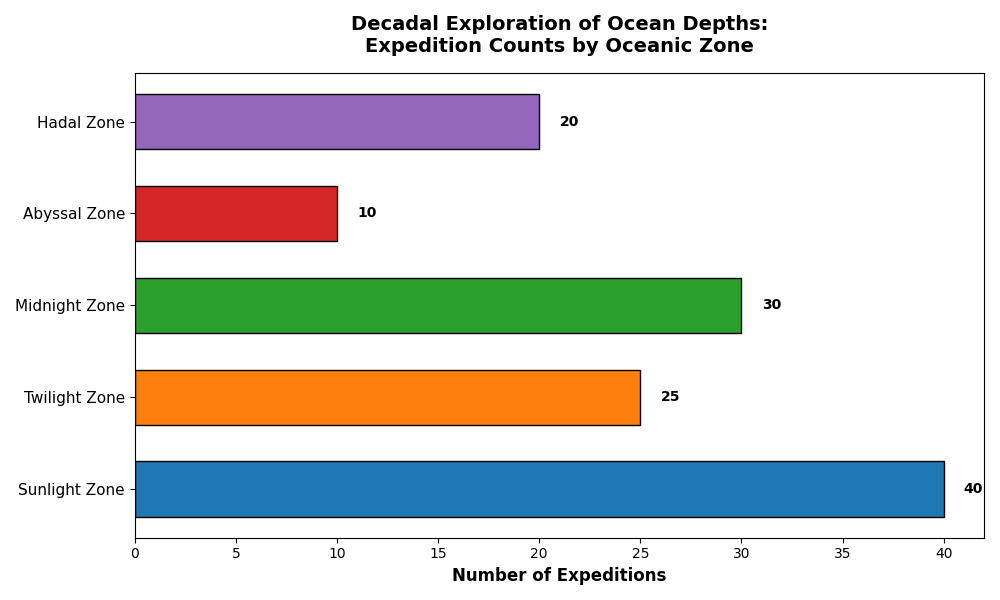 Decadal Exploration of Ocean Depths:
Expedition Counts by Oceanic Zone
Hadal Zone
20
Abyssal Zone
10
Midnight Zone
30
Twilight Zone
25
Sunlight Zone
40
0 5 10 15 20 25 30 35 40
Number of Expeditions